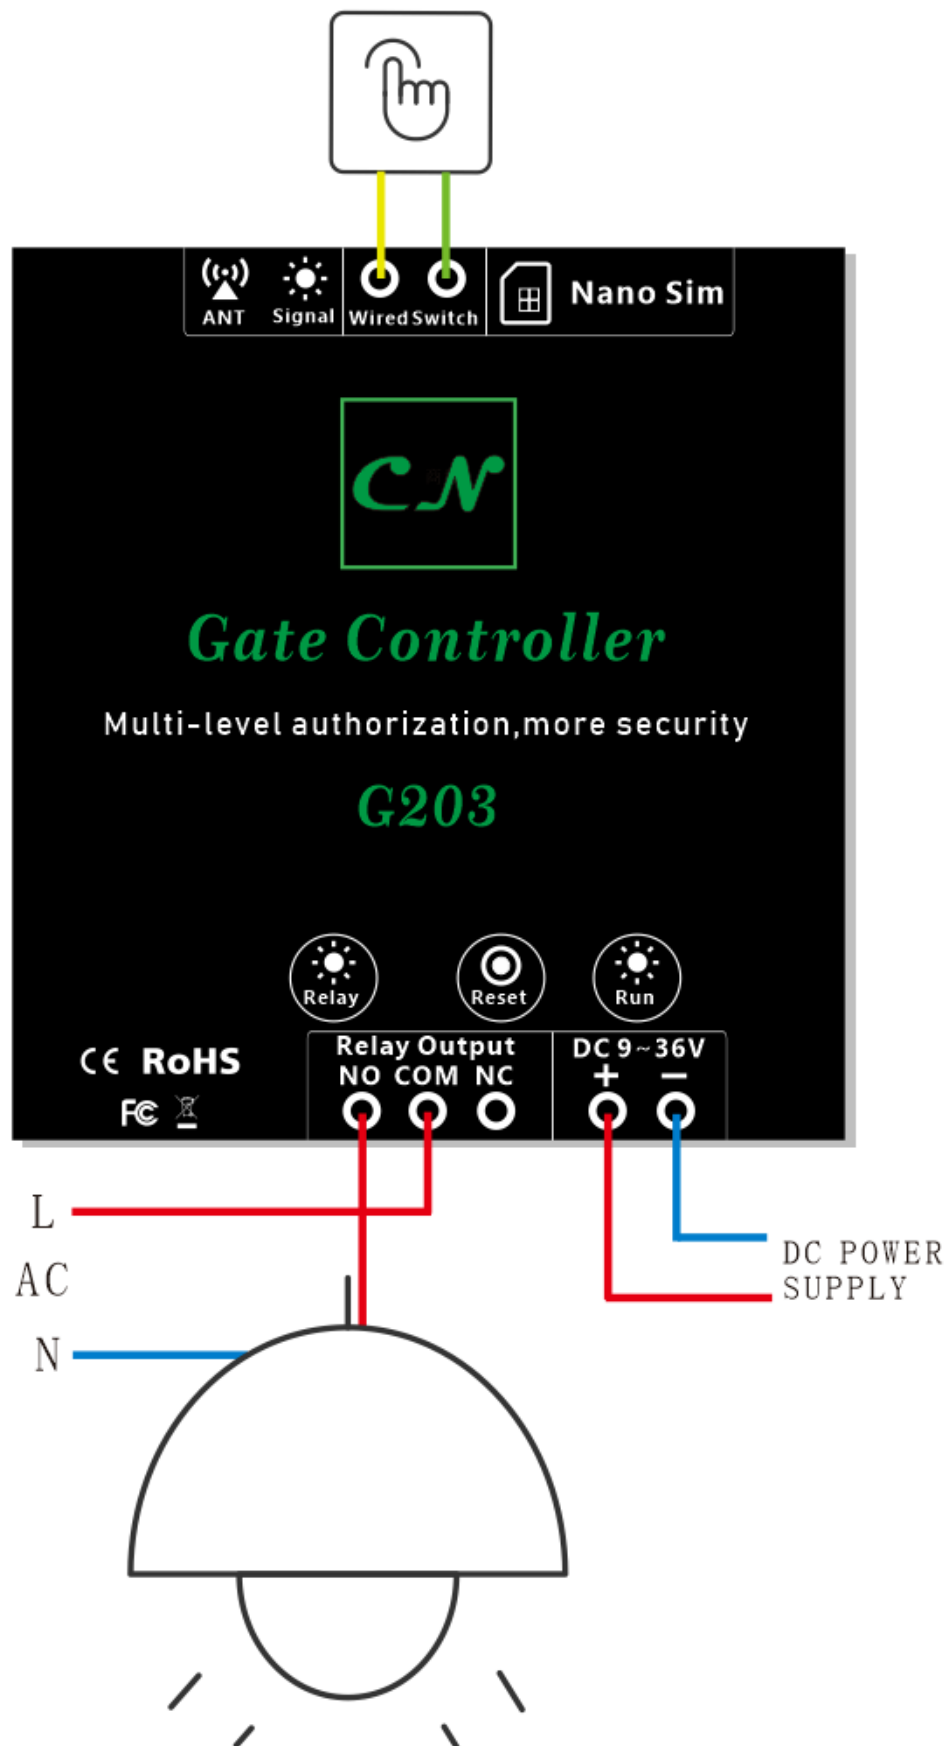 ANT
Signal
Wired Switch
Nano Sim
CN
Gate Controller
Multi-level authorization,more security
G203
Relay
Reset
Run
CE RoHS
FC
Relay Output
NO COM NC
DC 9~36V
+ −
L
AC
N
DC POWER
SUPPLY